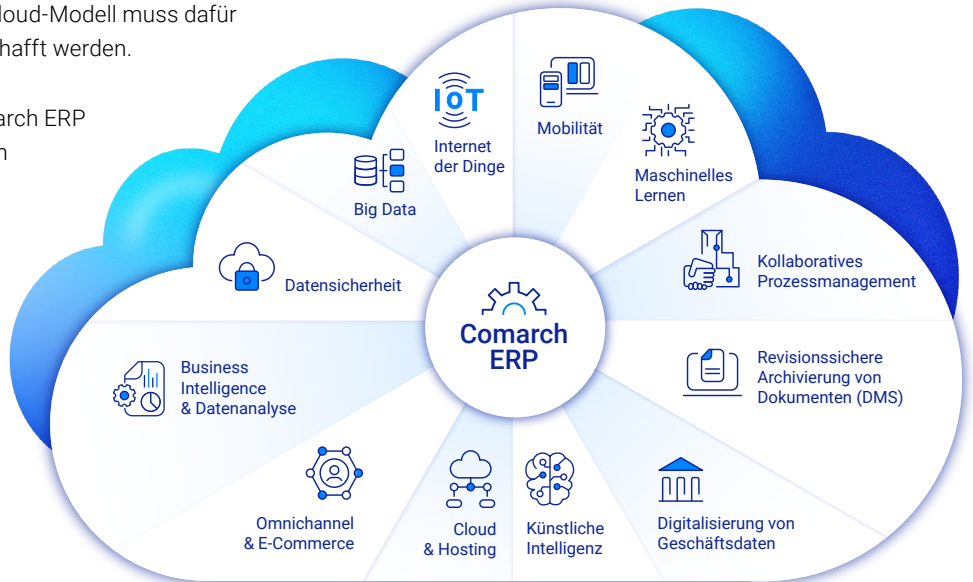 loud-Modell muss dafür
hafft werden.
arch ERP
IoT
Internet
der Dinge
Mobilität
Maschinelles
Lernen
Big Data
Datensicherheit
Kollaboratives
Prozessmanagement
Comarch
ERP
Business
Intelligence
& Datenanalyse
Revisionssichere
Archivierung von
Dokumenten (DMS)
Omnichannel
& E-Commerce
Cloud
& Hosting
Künstliche
Intelligenz
Digitalisierung von
Geschäftsdaten